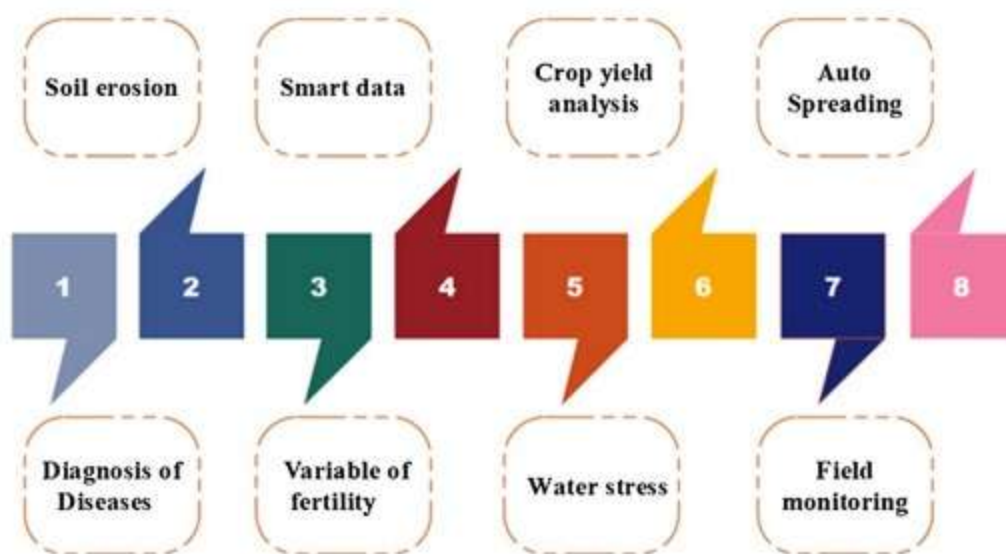 Soil erosion
Smart data
Crop yield
analysis
Auto
Spreading
1
2
3
4
5
6
7
8
Diagnosis of
Diseases
Variable of
fertility
Water stress
Field
monitoring